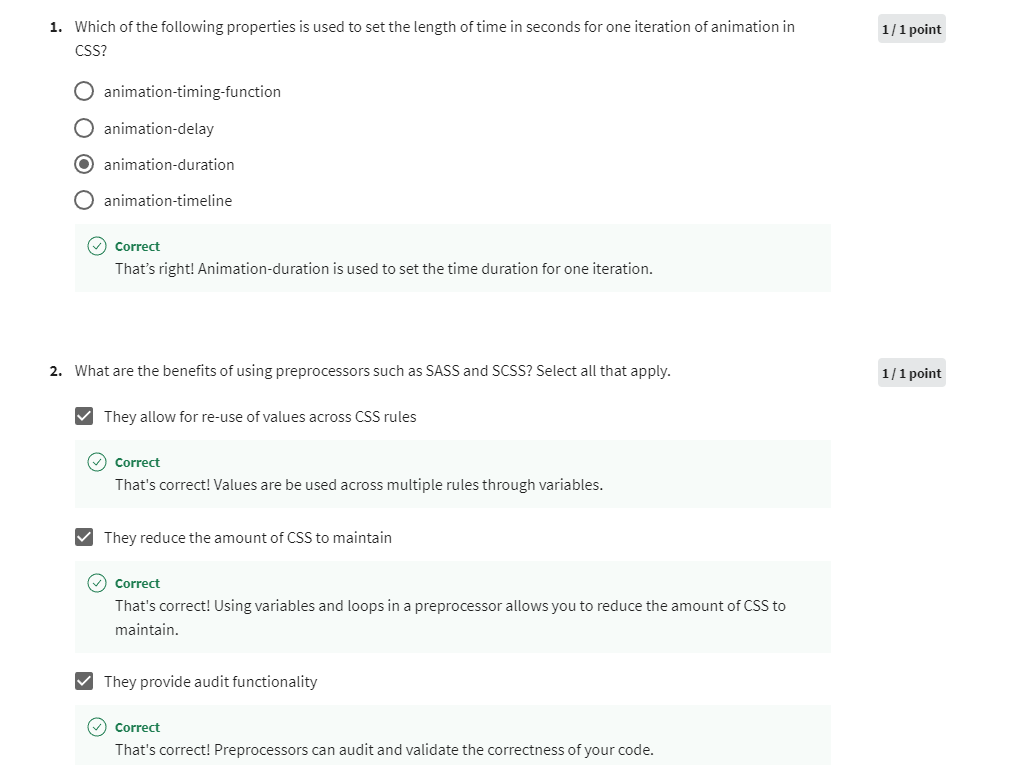 1. Which of the following properties is used to set the length of time in seconds for one iteration of animation in
CSS?
1 / 1 point
animation-timing-function
animation-delay
animation-duration
animation-timeline
Correct
That’s right! Animation-duration is used to set the time duration for one iteration.
2. What are the benefits of using preprocessors such as SASS and SCSS? Select all that apply.
1 / 1 point
They allow for re-use of values across CSS rules
Correct
That's correct! Values are be used across multiple rules through variables.
They reduce the amount of CSS to maintain
Correct
That's correct! Using variables and loops in a preprocessor allows you to reduce the amount of CSS to
maintain.
They provide audit functionality
Correct
That's correct! Preprocessors can audit and validate the correctness of your code.